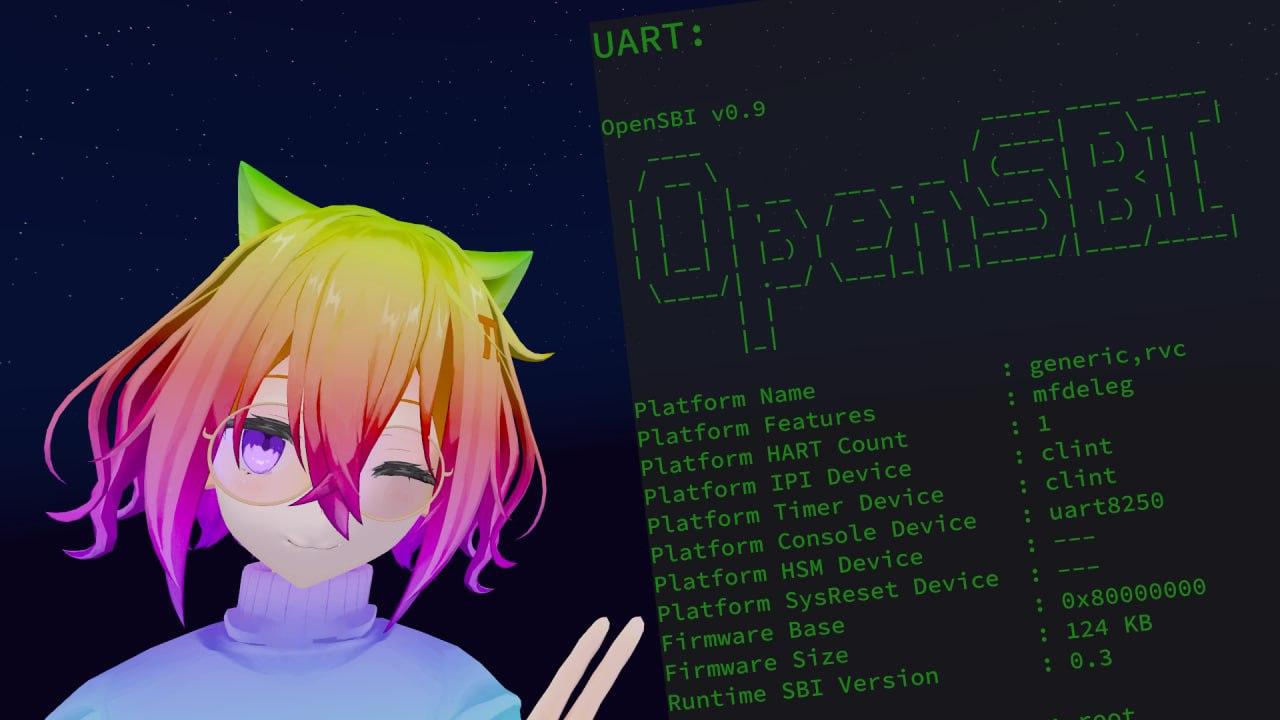 UART:
OpenSBI v0.9
OpenSBI
Platform Name : generic,rvc
Platform Features : mfdeleg
Platform HART Count : 1
Platform IPI Device : clint
Platform Timer Device : clint
Platform Console Device : uart8250
Platform HSM Device : ---
Platform SysReset Device : ---
Firmware Base : 0x80000000
Firmware Size : 124 KB
Runtime SBI Version : 0.3
: root